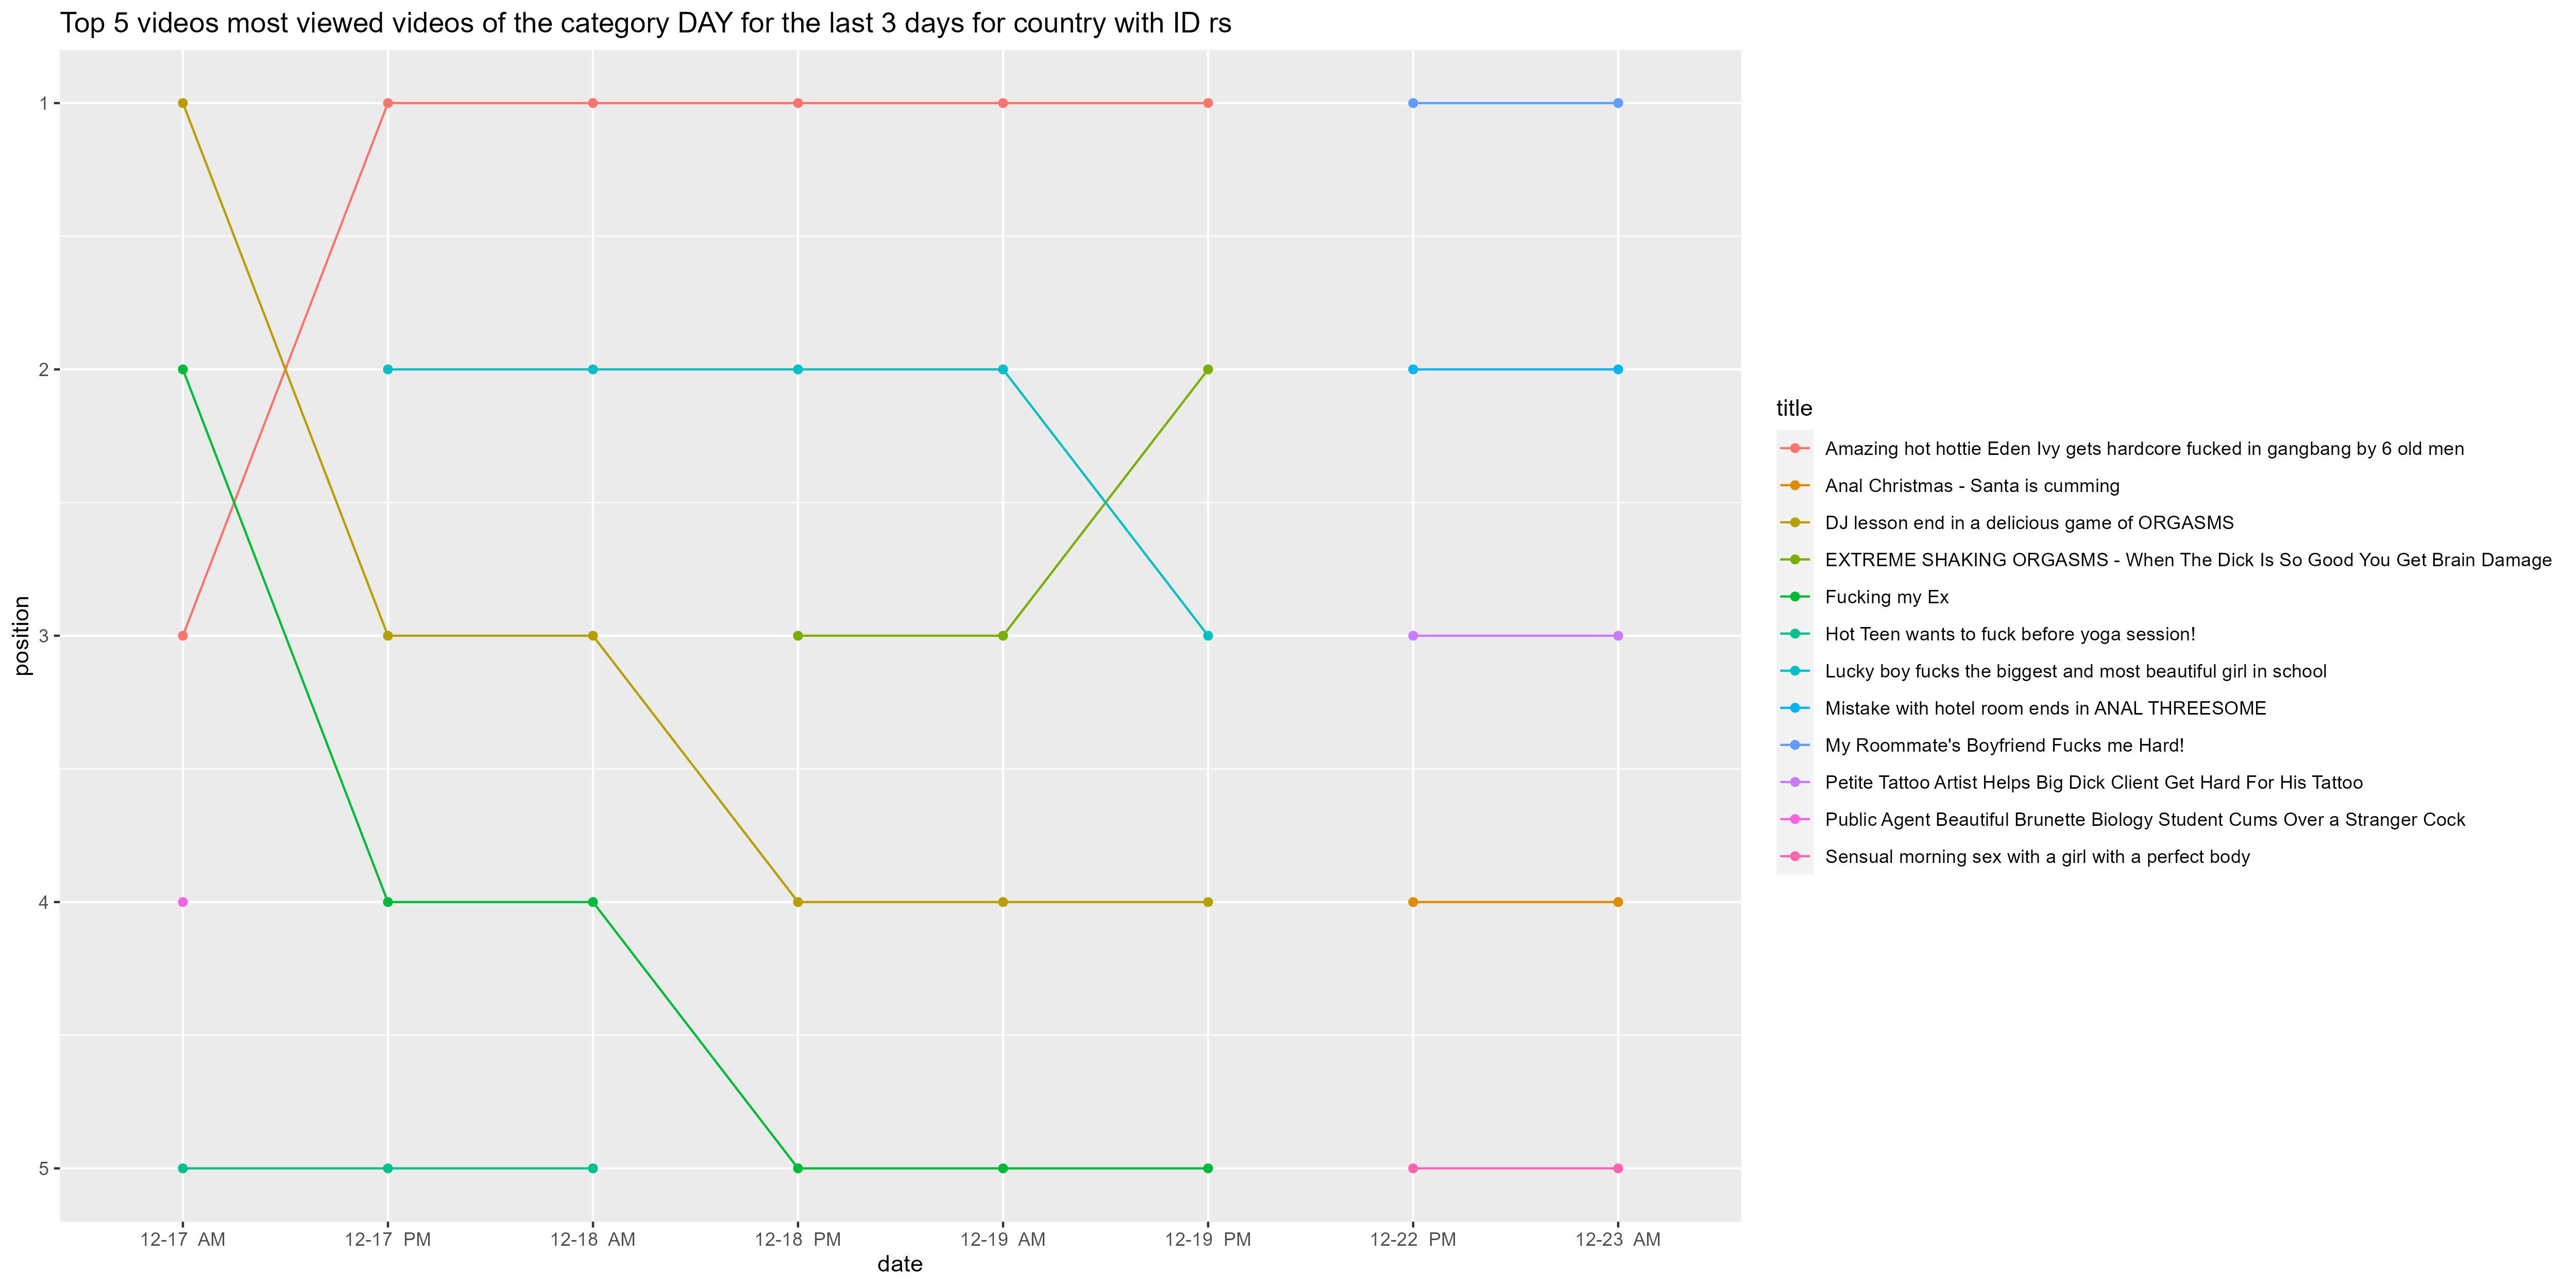 Top 5 videos most viewed videos of the category DAY for the last 3 days for country with ID rs
1
2
3
4
5
position
12-17 AM
12-17 PM
12-18 AM
12-18 PM
12-19 AM
12-19 PM
12-22 PM
12-23 AM
date
title
Amazing hot hottie Eden Ivy gets hardcore fucked in gangbang by 6 old men
Anal Christmas - Santa is cumming
DJ lesson end in a delicious game of ORGASMS
EXTREME SHAKING ORGASMS - When The Dick Is So Good You Get Brain Damage
Fucking my Ex
Hot Teen wants to fuck before yoga session!
Lucky boy fucks the biggest and most beautiful girl in school
Mistake with hotel room ends in ANAL THREESOME
My Roommate's Boyfriend Fucks me Hard!
Petite Tattoo Artist Helps Big Dick Client Get Hard For His Tattoo
Public Agent Beautiful Brunette Biology Student Cums Over a Stranger Cock
Sensual morning sex with a girl with a perfect body